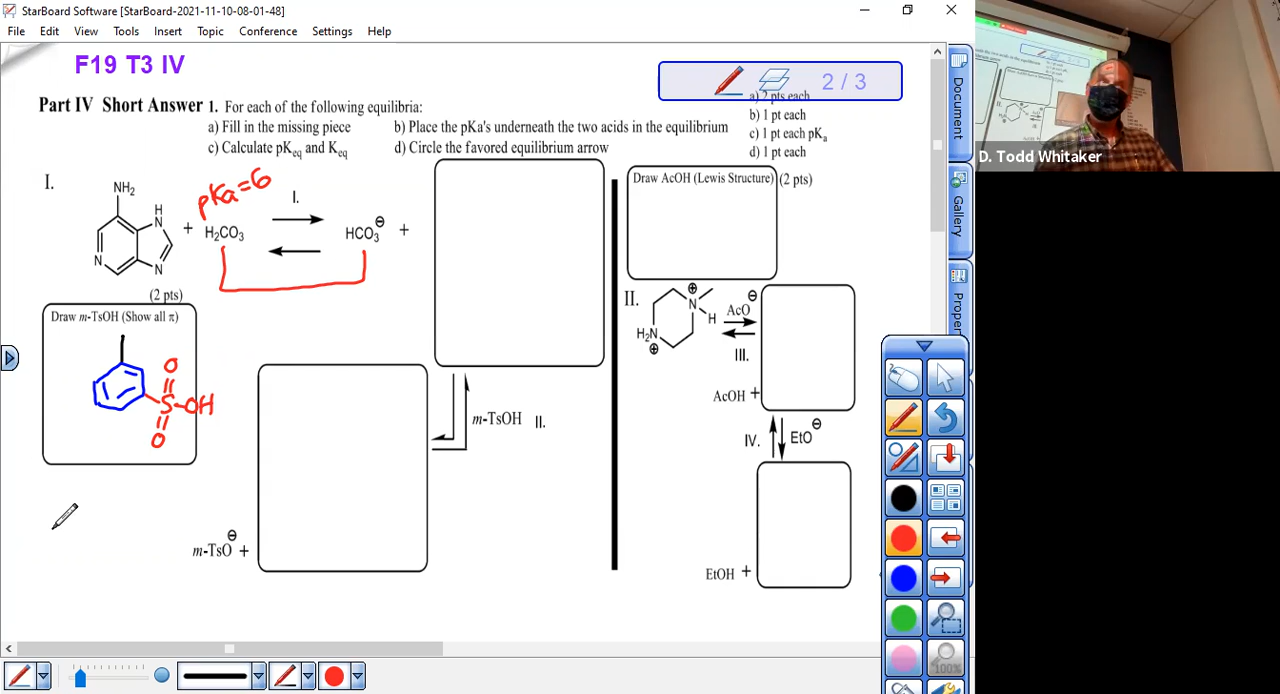 StarBoard Software [StarBoard-2021-11-10-08-01-48]
File Edit View Tools Insert Topic Conference Settings Help
F19 T3 IV
2 / 3
Part IV Short Answer 1. For each of the following equilibria:
a) 2 pts each
a) Fill in the missing piece
b) Place the pKa's underneath the two acids in the equilibrium
b) 1 pt each
c) 1 pt each pKa
c) Calculate pKeq and Keq
d) Circle the favored equilibrium arrow
d) 1 pt each
D. Todd Whitaker
Document
Gallery
Proper
I.
NH2
H
N
N
N
+
pKa=6
H2CO3
I.
HCO3⊖ +
(2 pts)
Draw m-TsOH (Show all π)
O
S-OH
O
m-TsOH II.
m-TsO⊖ +
Draw AcOH (Lewis Structure) (2 pts)
II.
⊕
N
H
H2N
⊕
AcO⊖
III.
AcOH +
IV.
EtO⊖
EtOH +
100%